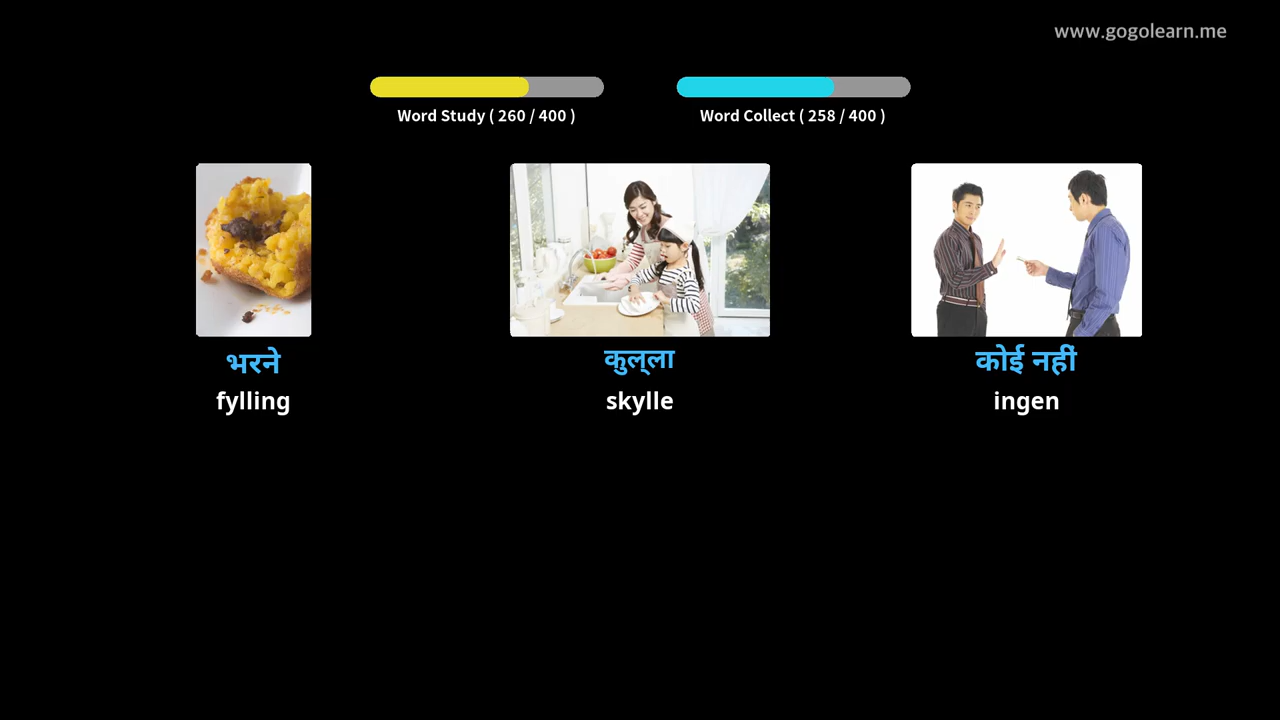 www.gogolearn.me
Word Study ( 260 / 400 )
Word Collect ( 258 / 400 )
भरने
कुल्ला
कोई नहीं
fylling
skylle
ingen